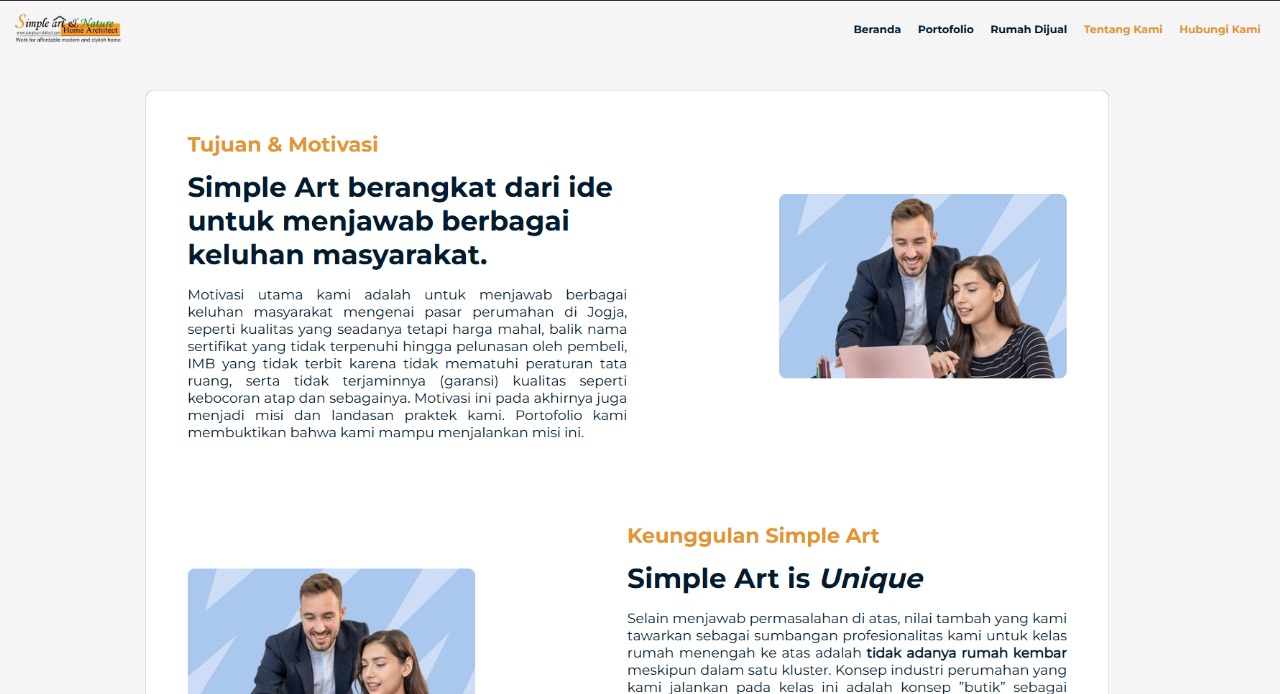 Simple art & Nature
Home Architect
Work for affordable modern and stylish home
Beranda Portofolio Rumah Dijual Tentang Kami Hubungi Kami
Tujuan & Motivasi
Simple Art berangkat dari ide
untuk menjawab berbagai
keluhan masyarakat.
Motivasi utama kami adalah untuk menjawab berbagai
keluhan masyarakat mengenai pasar perumahan di Jogja,
seperti kualitas yang seadanya tetapi harga mahal, balik nama
sertifikat yang tidak terpenuhi hingga pelunasan oleh pembeli,
IMB yang tidak terbit karena tidak mematuhi peraturan tata
ruang, serta tidak terjaminnya (garansi) kualitas seperti
kebocoran atap dan sebagainya. Motivasi ini pada akhirnya juga
menjadi misi dan landasan praktek kami. Portofolio kami
membuktikan bahwa kami mampu menjalankan misi ini.
Keunggulan Simple Art
Simple Art is Unique
Selain menjawab permasalahan di atas, nilai tambah yang kami
tawarkan sebagai sumbangan profesionalitas kami untuk kelas
rumah menengah ke atas adalah tidak adanya rumah kembar
meskipun dalam satu kluster. Konsep industri perumahan yang
kami jalankan pada kelas ini adalah konsep "butik" sebagai